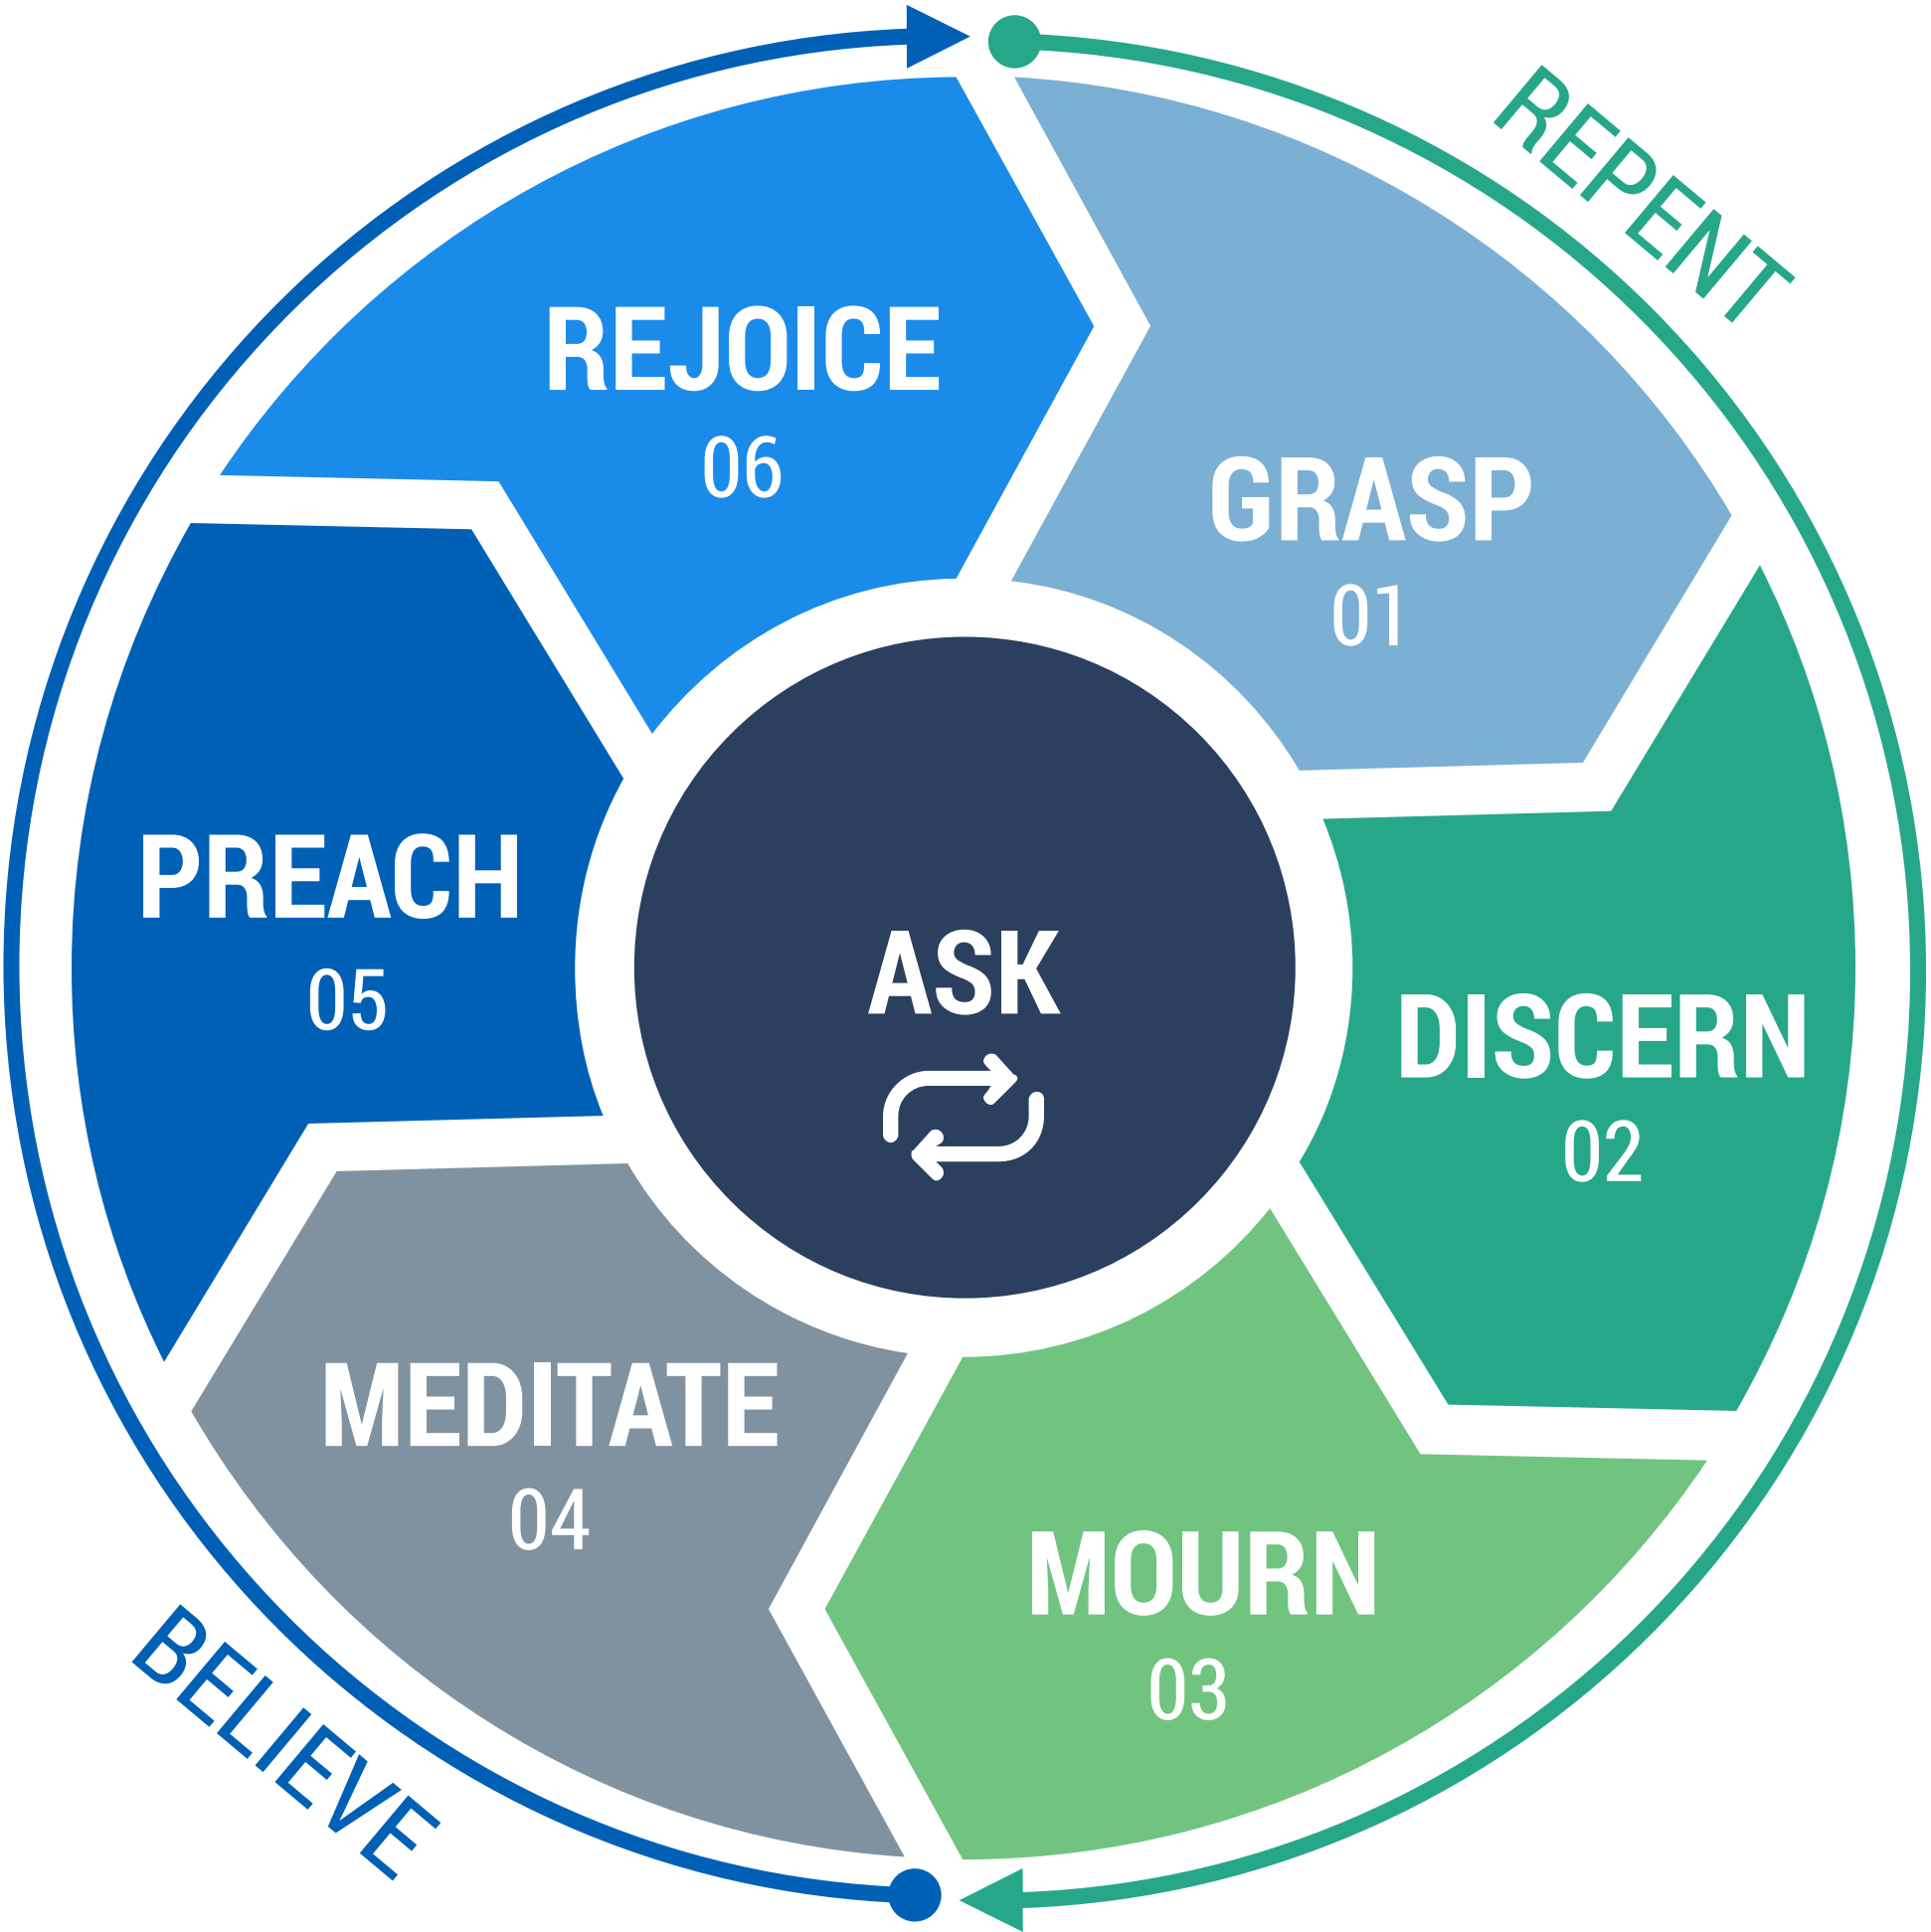 REPENT
GRASP
01
DISCERN
02
MOURN
03
BELIEVE
MEDITATE
04
PREACH
05
REJOICE
06
ASK